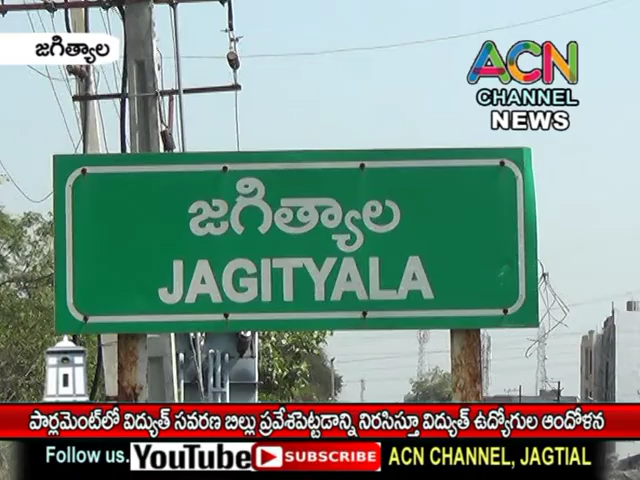 జగిత్యాల
ACN
CHANNEL
NEWS
జగిత్యాల
JAGITYALA
పార్లమెంట్‌లో విద్యుత్ సవరణ బిల్లు ప్రవేశపెట్టడాన్ని నిరసిస్తూ విద్యుత్ ఉద్యోగుల ఆందోళన
Follow us. YouTube SUBSCRIBE ACN CHANNEL, JAGTIAL